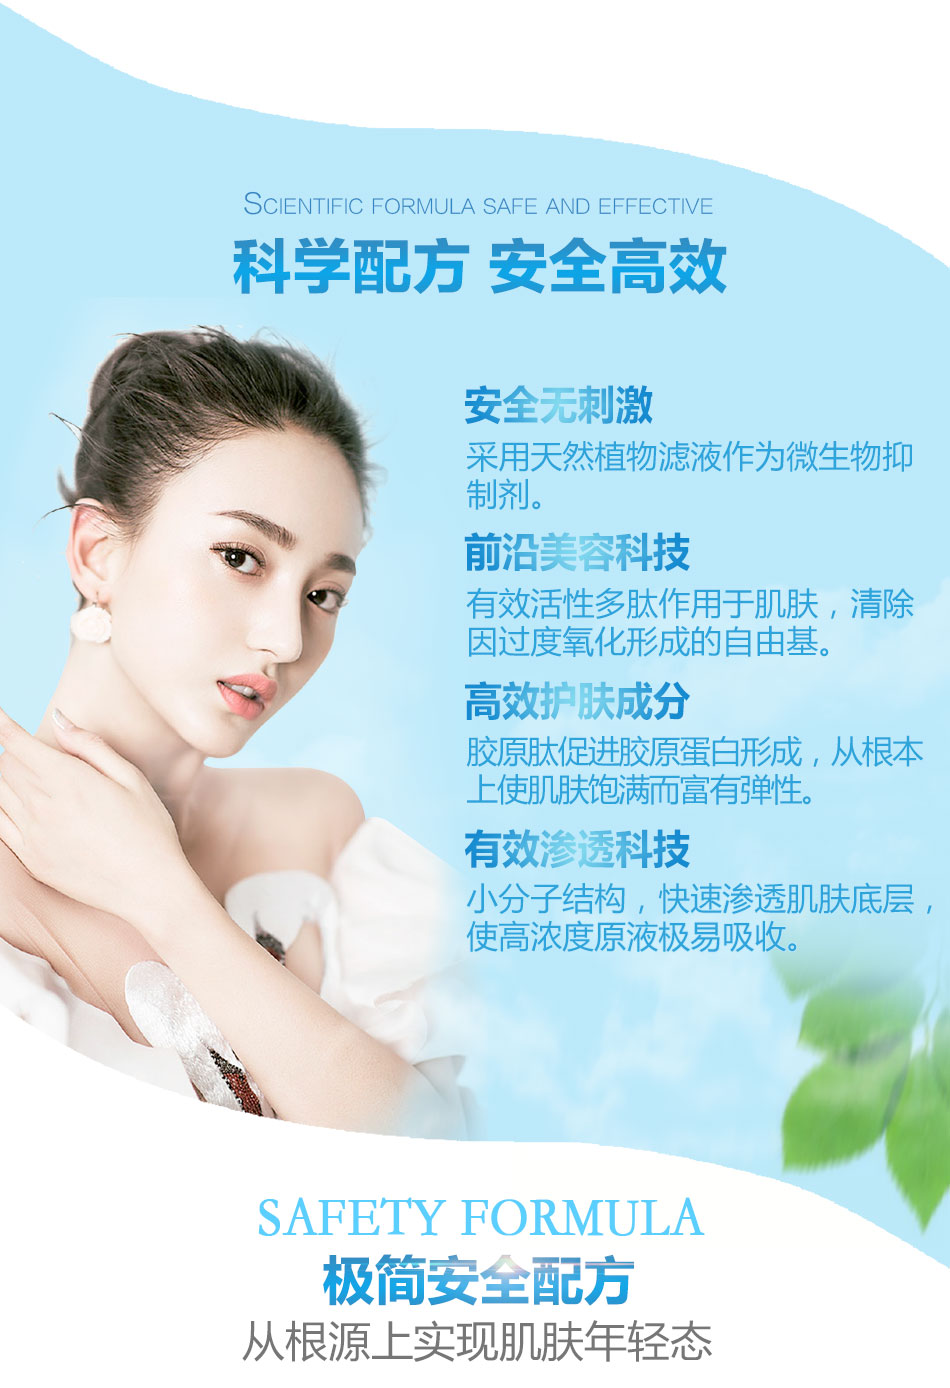 SCIENTIFIC FORMULA SAFE AND EFFECTIVE
科学配方 安全高效
安全无刺激
采用天然植物滤液作为微生物抑
制剂。
前沿美容科技
有效活性多肽作用于肌肤，清除
因过度氧化形成的自由基。
高效护肤成分
胶原肽促进胶原蛋白形成，从根本
上使肌肤饱满而富有弹性。
有效渗透科技
小分子结构，快速渗透肌肤底层，
使高浓度原液极易吸收。
SAFETY FORMULA
极简安全配方
从根源上实现肌肤年轻态